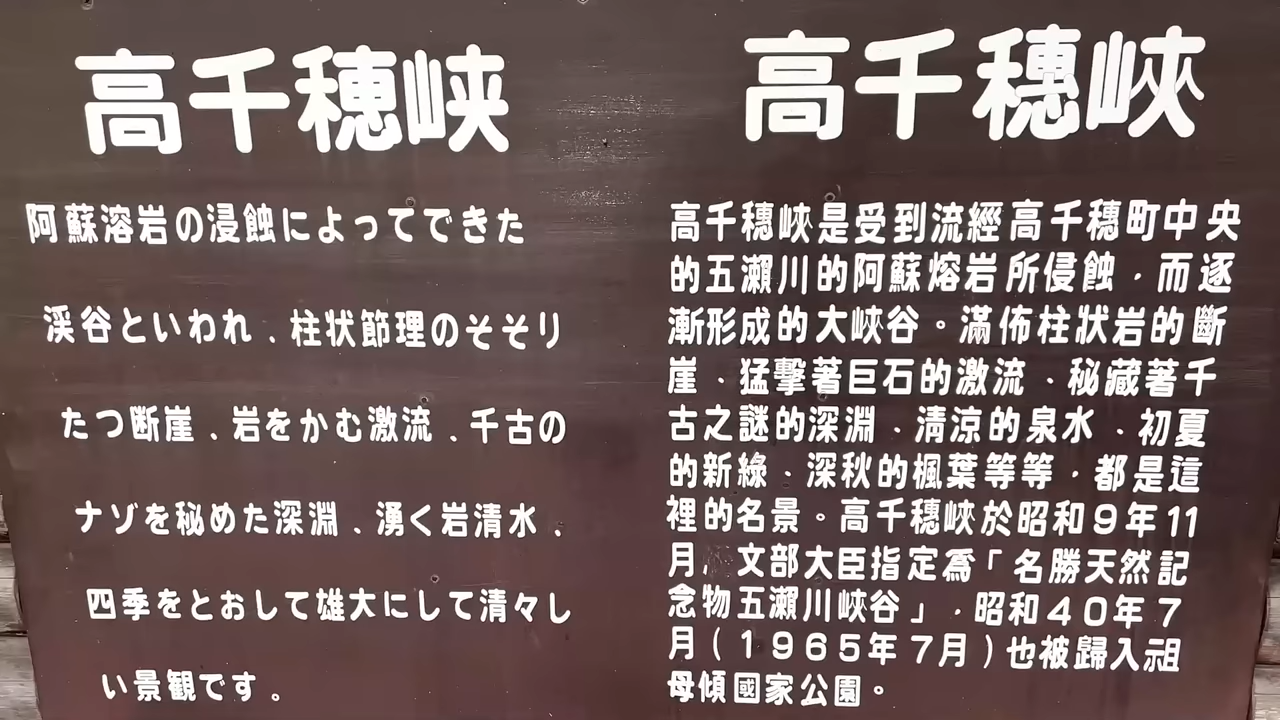 高千穂峡
阿蘇溶岩の浸蝕によってできた
渓谷といわれ、柱状節理のそそり
たつ断崖、岩をかむ激流、千古の
ナゾを秘めた深淵、湧く岩清水、
四季をとおして雄大にして清々し
い景観です。
高千穗峽
高千穗峽是受到流經高千穗町中央
的五瀨川的阿蘇熔岩所侵蝕，而逐
漸形成的大峽谷。滿佈柱狀岩的斷
崖、猛擊著巨石的激流、秘藏著千
古之謎的深淵、清涼的泉水、初夏
的新綠、深秋的楓葉等等，都是這
裡的名景。高千穗峽於昭和9年11
月，文部大臣指定為「名勝天然記
念物五瀨川峽谷」，昭和40年7
月(1965年7月)也被歸入祖
母傾國家公園。